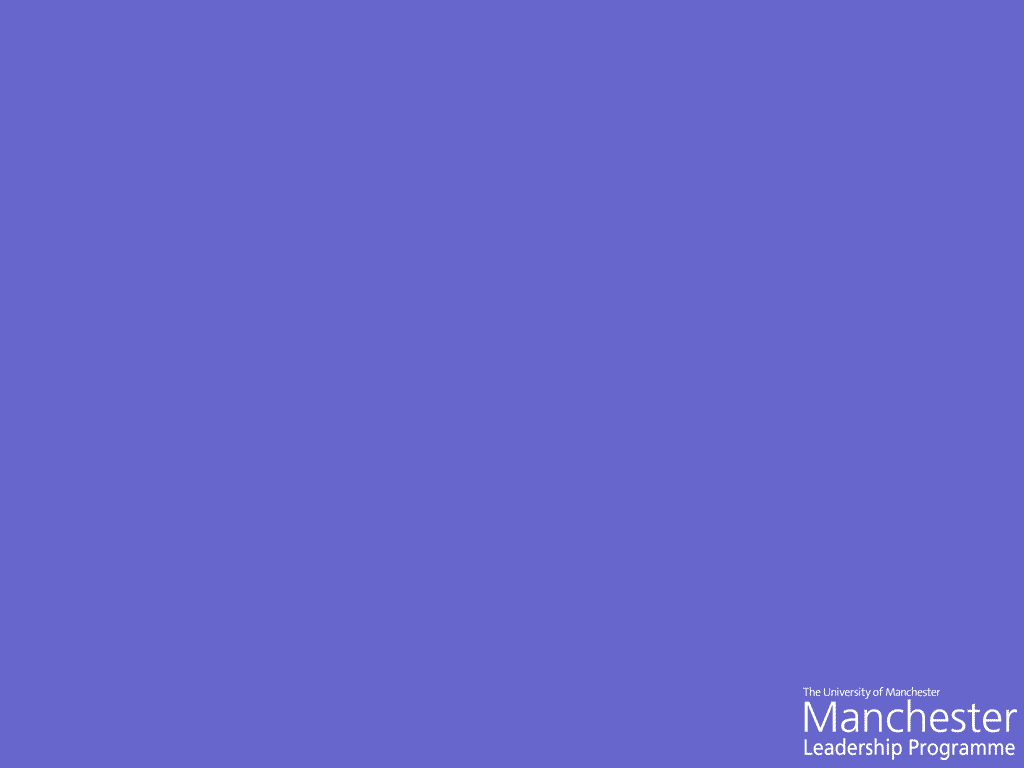 The University of Manchester
Manchester
Leadership Programme